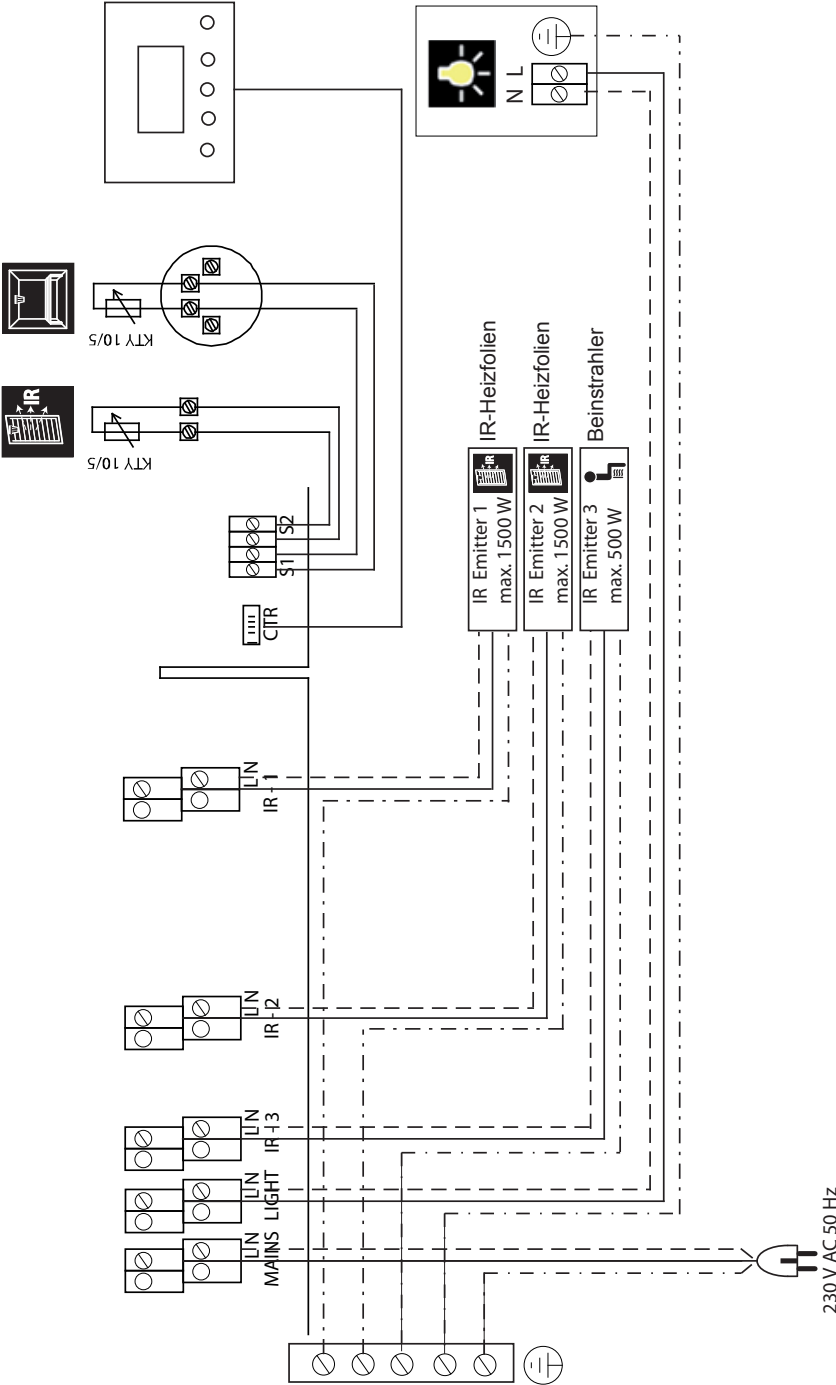 KTY 10/5
KTY 10/5
IR
S1
S2
CTR
N L
IR Emitter 1
max. 1500 W
IR
IR-Heizfolien
IR Emitter 2
max. 1500 W
IR
IR-Heizfolien
IR Emitter 3
max. 500 W
Beinstrahler
L N
IR - 1
L N
IR - 2
L N
IR - 3
L N
LIGHT
L N
MAINS
230 V AC 50 Hz